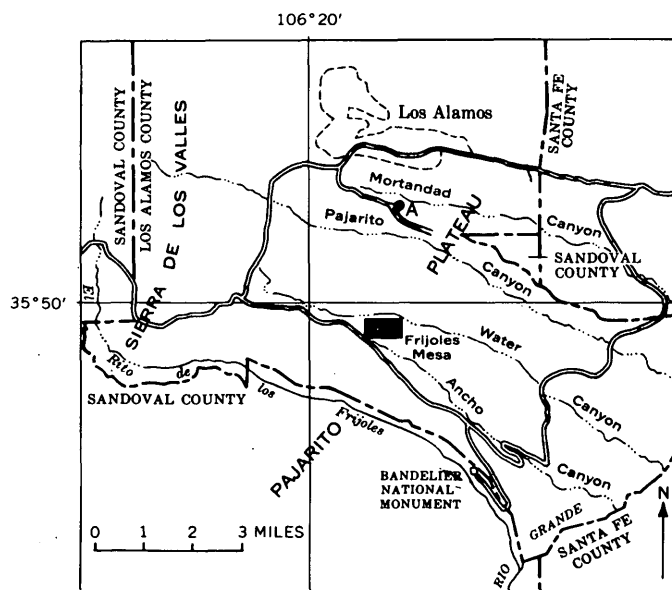 106°20'
Los Alamos
SANDOVAL COUNTY
LOS ALAMOS COUNTY
SIERRA DE LOS VALLES
SANTA FE
COUNTY
Mortandad
Canyon
A
Pajarito
Canyon
PLATEAU
SANDOVAL
COUNTY
35°50'
El
Rito
de
los
Frijoles
Water
Canyon
Frijoles
Mesa
Ancho
Canyon
SANDOVAL COUNTY
PAJARITO
BANDELIER
NATIONAL
MONUMENT
RIO
GRANDE
SANTA FE
COUNTY
N
0 1 2 3 MILES